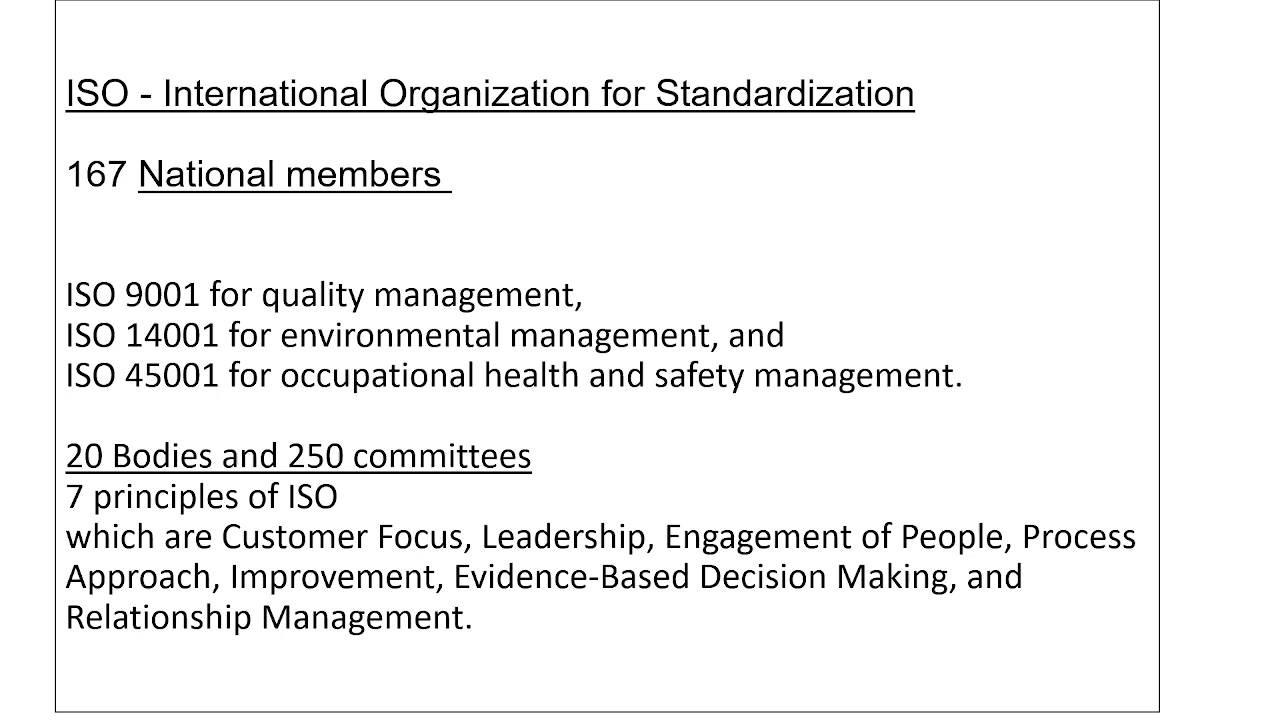 ISO - International Organization for Standardization
167 National members
ISO 9001 for quality management,
ISO 14001 for environmental management, and
ISO 45001 for occupational health and safety management.
20 Bodies and 250 committees
7 principles of ISO
which are Customer Focus, Leadership, Engagement of People, Process
Approach, Improvement, Evidence-Based Decision Making, and
Relationship Management.